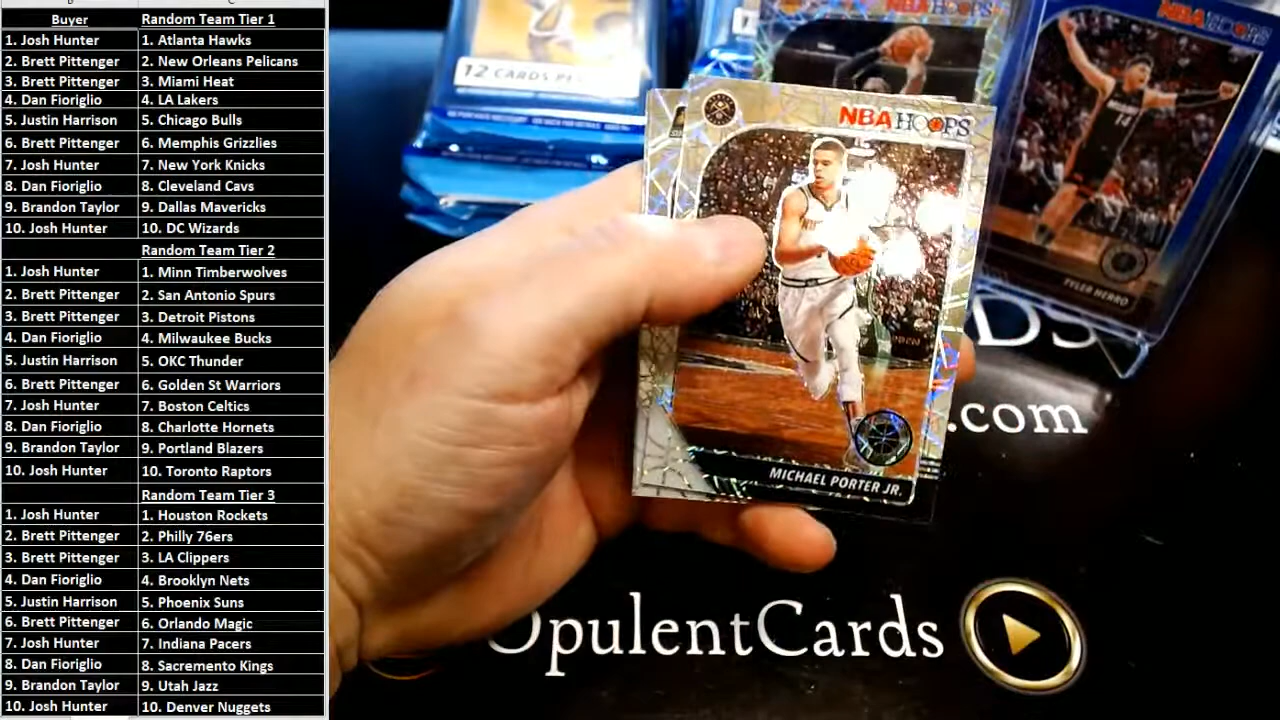 Buyer Random Team Tier 1
1. Josh Hunter 1. Atlanta Hawks
2. Brett Pittenger 2. New Orleans Pelicans
3. Brett Pittenger 3. Miami Heat
4. Dan Fioriglio 4. LA Lakers
5. Justin Harrison 5. Chicago Bulls
6. Brett Pittenger 6. Memphis Grizzlies
7. Josh Hunter 7. New York Knicks
8. Dan Fioriglio 8. Cleveland Cavs
9. Brandon Taylor 9. Dallas Mavericks
10. Josh Hunter 10. DC Wizards
Random Team Tier 2
1. Josh Hunter 1. Minn Timberwolves
2. Brett Pittenger 2. San Antonio Spurs
3. Brett Pittenger 3. Detroit Pistons
4. Dan Fioriglio 4. Milwaukee Bucks
5. Justin Harrison 5. OKC Thunder
6. Brett Pittenger 6. Golden St Warriors
7. Josh Hunter 7. Boston Celtics
8. Dan Fioriglio 8. Charlotte Hornets
9. Brandon Taylor 9. Portland Blazers
10. Josh Hunter 10. Toronto Raptors
Random Team Tier 3
1. Josh Hunter 1. Houston Rockets
2. Brett Pittenger 2. Philly 76ers
3. Brett Pittenger 3. LA Clippers
4. Dan Fioriglio 4. Brooklyn Nets
5. Justin Harrison 5. Phoenix Suns
6. Brett Pittenger 6. Orlando Magic
7. Josh Hunter 7. Indiana Pacers
8. Dan Fioriglio 8. Sacremento Kings
9. Brandon Taylor 9. Utah Jazz
10. Josh Hunter 10. Denver Nuggets
12 CARDS
NBA HOOPS
NBA HOOPS
14
TYLER HERRO
NBA HOOPS
MICHAEL PORTER JR.
.com
OpulentCards